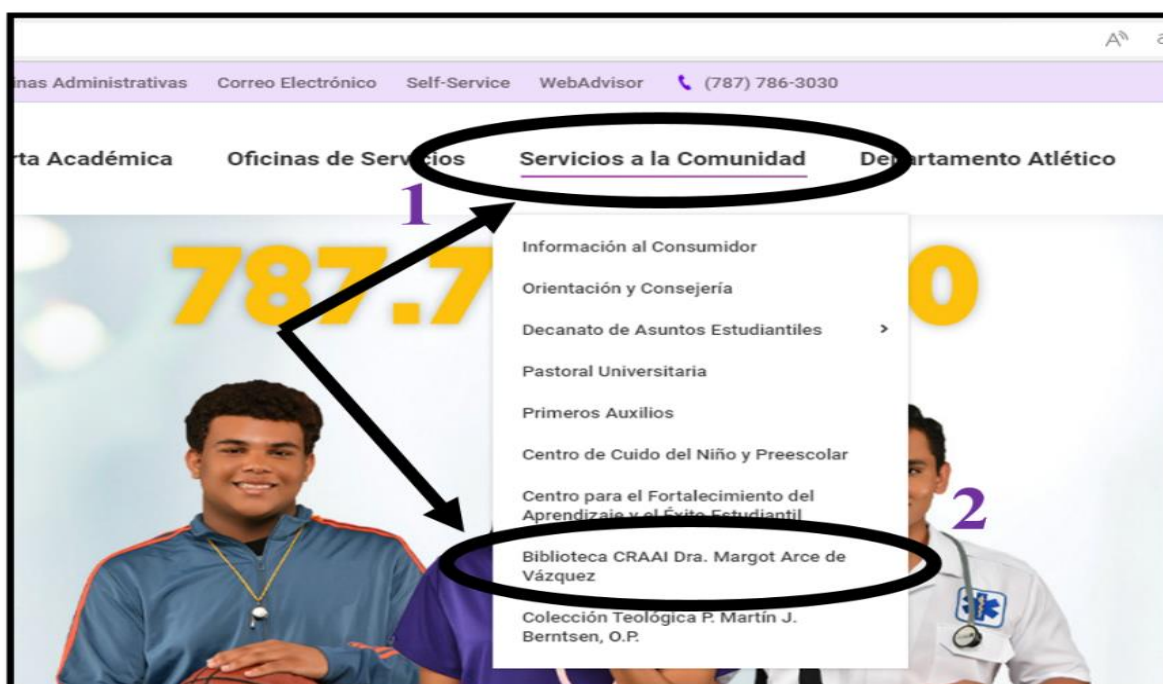 Administrativas Correo Electrónico Self-Service WebAdvisor (787) 786-3030
Académica Oficinas de Servicios Servicios a la Comunidad Departamento Atlético
1
787.7 0
Información al Consumidor
Orientación y Consejería
Decanato de Asuntos Estudiantiles >
Pastoral Universitaria
Primeros Auxilios
Centro de Cuido del Niño y Preescolar
Centro para el Fortalecimiento del
Aprendizaje y el Éxito Estudiantil
2
Biblioteca CRAAI Dra. Margot Arce de
Vázquez
Colección Teológica P. Martín J.
Berntsen, O.P.